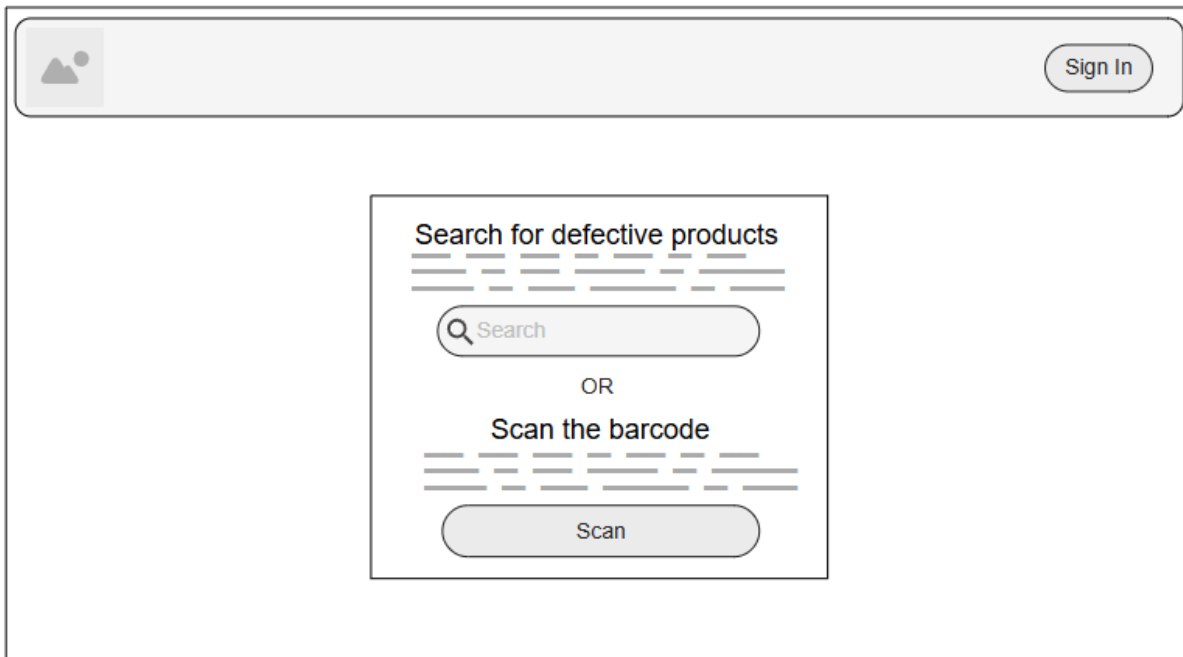 Sign In
Search for defective products
Search
OR
Scan the barcode
Scan